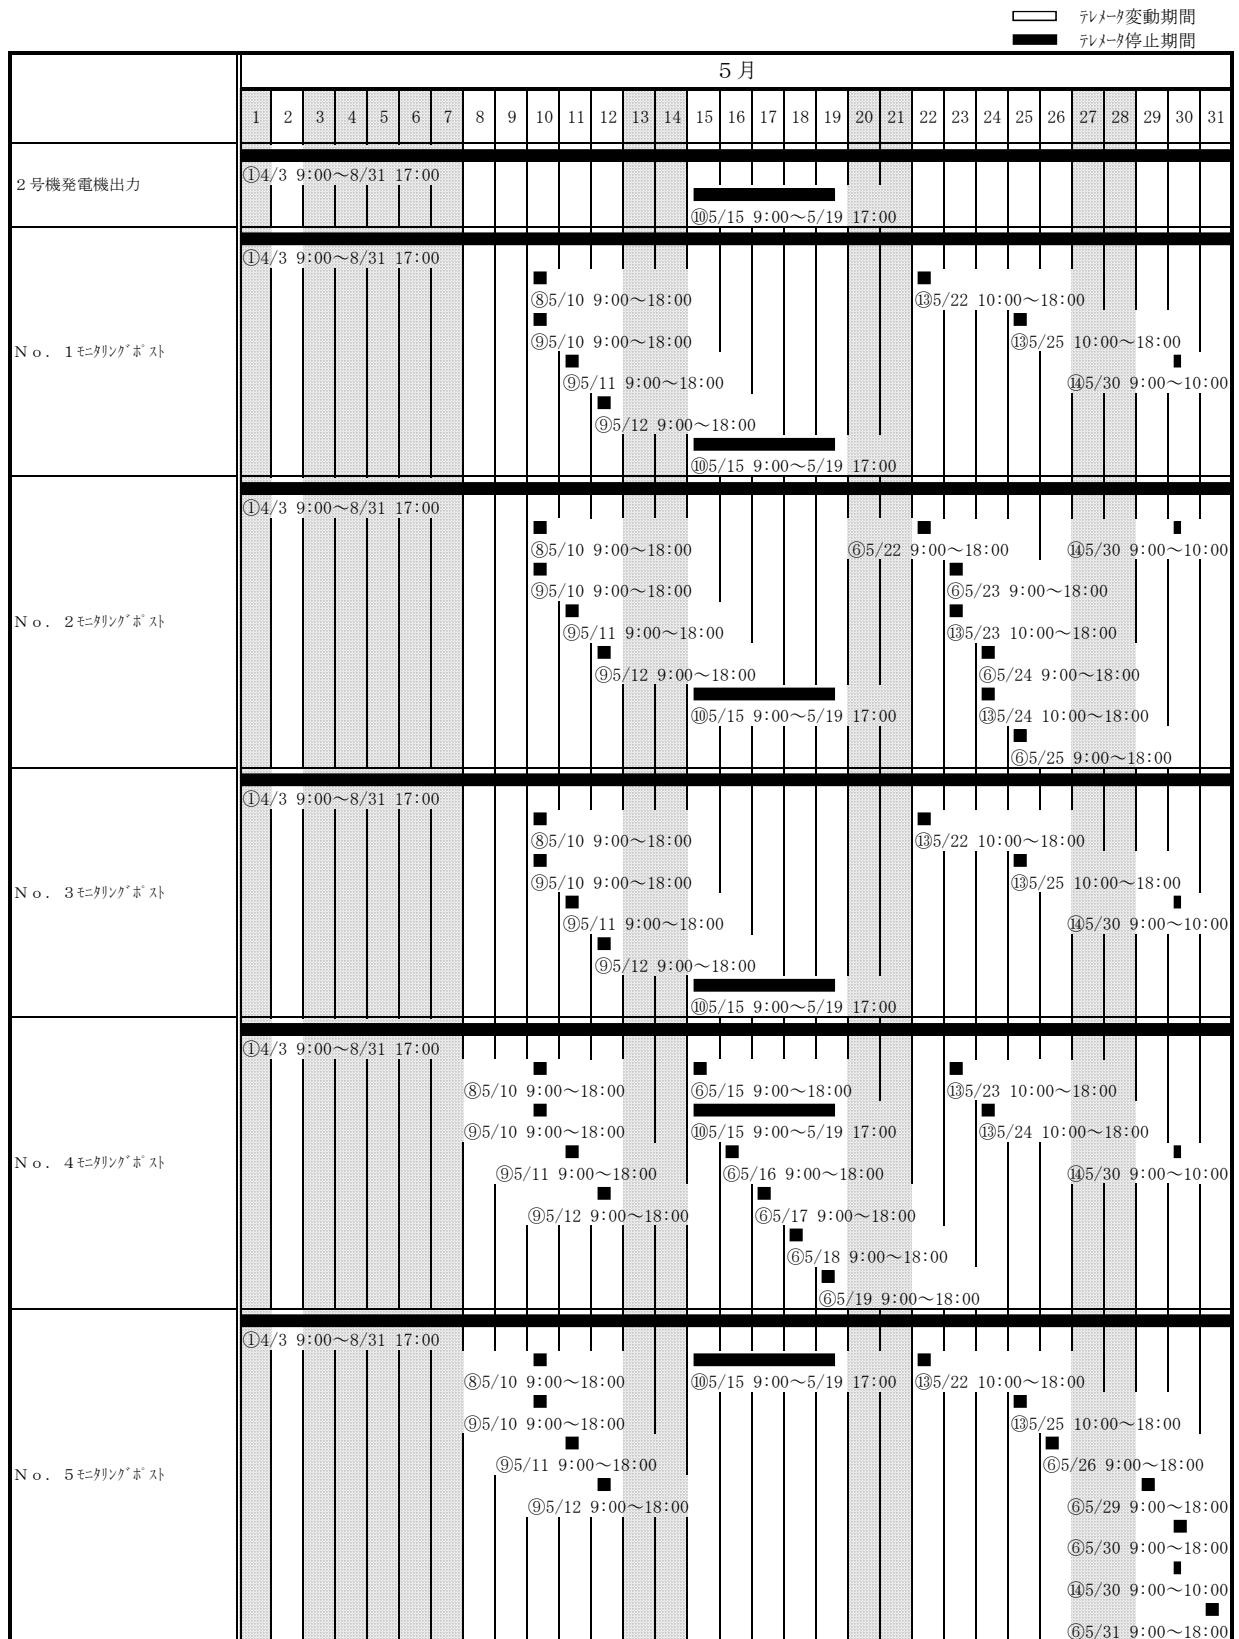 ﾃﾚﾒｰﾀ変動期間
ﾃﾚﾒｰﾀ停止期間
５月
1 2 3 4 5 6 7 8 9 10 11 12 13 14 15 16 17 18 19 20 21 22 23 24 25 26 27 28 29 30 31
２号機発電機出力
①4/3 9:00～8/31 17:00
⑩5/15 9:00～5/19 17:00
Ｎｏ．１ﾓﾆﾀﾘﾝｸﾞﾎﾟｽﾄ
①4/3 9:00～8/31 17:00
⑧5/10 9:00～18:00 ⑬5/22 10:00～18:00
⑨5/10 9:00～18:00 ⑬5/25 10:00～18:00
⑨5/11 9:00～18:00 ⑭5/30 9:00～10:00
⑨5/12 9:00～18:00
⑩5/15 9:00～5/19 17:00
Ｎｏ．２ﾓﾆﾀﾘﾝｸﾞﾎﾟｽﾄ
①4/3 9:00～8/31 17:00
⑧5/10 9:00～18:00 ⑥5/22 9:00～18:00 ⑭5/30 9:00～10:00
⑨5/10 9:00～18:00 ⑥5/23 9:00～18:00
⑨5/11 9:00～18:00 ⑬5/23 10:00～18:00
⑨5/12 9:00～18:00 ⑥5/24 9:00～18:00
⑩5/15 9:00～5/19 17:00 ⑬5/24 10:00～18:00
⑥5/25 9:00～18:00
Ｎｏ．３ﾓﾆﾀﾘﾝｸﾞﾎﾟｽﾄ
①4/3 9:00～8/31 17:00
⑧5/10 9:00～18:00 ⑬5/22 10:00～18:00
⑨5/10 9:00～18:00 ⑬5/25 10:00～18:00
⑨5/11 9:00～18:00 ⑭5/30 9:00～10:00
⑨5/12 9:00～18:00
⑩5/15 9:00～5/19 17:00
Ｎｏ．４ﾓﾆﾀﾘﾝｸﾞﾎﾟｽﾄ
①4/3 9:00～8/31 17:00
⑧5/10 9:00～18:00 ⑥5/15 9:00～18:00 ⑬5/23 10:00～18:00
⑨5/10 9:00～18:00 ⑩5/15 9:00～5/19 17:00 ⑬5/24 10:00～18:00
⑨5/11 9:00～18:00 ⑥5/16 9:00～18:00 ⑭5/30 9:00～10:00
⑨5/12 9:00～18:00 ⑥5/17 9:00～18:00
⑥5/18 9:00～18:00
⑥5/19 9:00～18:00
Ｎｏ．５ﾓﾆﾀﾘﾝｸﾞﾎﾟｽﾄ
①4/3 9:00～8/31 17:00
⑧5/10 9:00～18:00 ⑩5/15 9:00～5/19 17:00 ⑬5/22 10:00～18:00
⑨5/10 9:00～18:00 ⑬5/25 10:00～18:00
⑨5/11 9:00～18:00 ⑥5/26 9:00～18:00
⑨5/12 9:00～18:00 ⑥5/29 9:00～18:00
⑥5/30 9:00～18:00
⑭5/30 9:00～10:00
⑥5/31 9:00～18:00